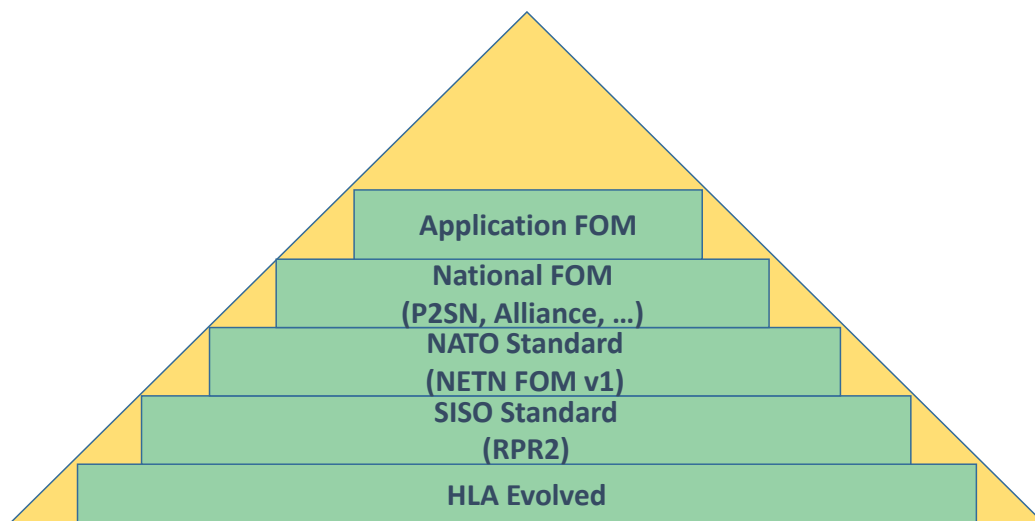 Application FOM
National FOM
(P2SN, Alliance, …)
NATO Standard
(NETN FOM v1)
SISO Standard
(RPR2)
HLA Evolved